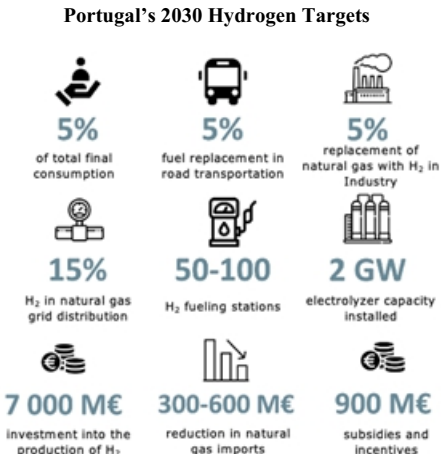 Portugal's 2030 Hydrogen Targets
5%
of total final
consumption
5%
fuel replacement in
road transportation
5%
replacement of
natural gas with H₂ in
Industry
15%
H₂ in natural gas
grid distribution
50-100
H₂ fueling stations
2 GW
electrolyzer capacity
installed
7 000 M€
investment into the
production of H₂
300-600 M€
reduction in natural
gas imports
900 M€
subsidies and
incentives